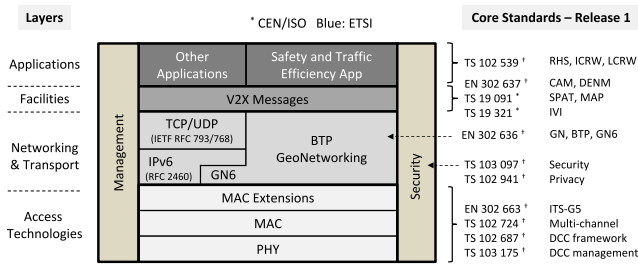 Layers
* CEN/ISO Blue: ETSI
Core Standards – Release 1
Applications
Facilities
Networking
& Transport
Access
Technologies
Management
Other
Applications
Safety and Traffic
Efficiency App
V2X Messages
TCP/UDP
(IETF RFC 793/768)
IPv6
(RFC 2460)
GN6
BTP
GeoNetworking
MAC Extensions
MAC
PHY
Security
TS 102 539 † RHS, ICRW, LCRW
EN 302 637 † CAM, DENM
TS 19 091 * SPAT, MAP
TS 19 321 * IVI
EN 302 636 † GN, BTP, GN6
TS 103 097 † Security
TS 102 941 † Privacy
EN 302 663 † ITS-G5
TS 102 724 † Multi-channel
TS 102 687 † DCC framework
TS 103 175 † DCC management